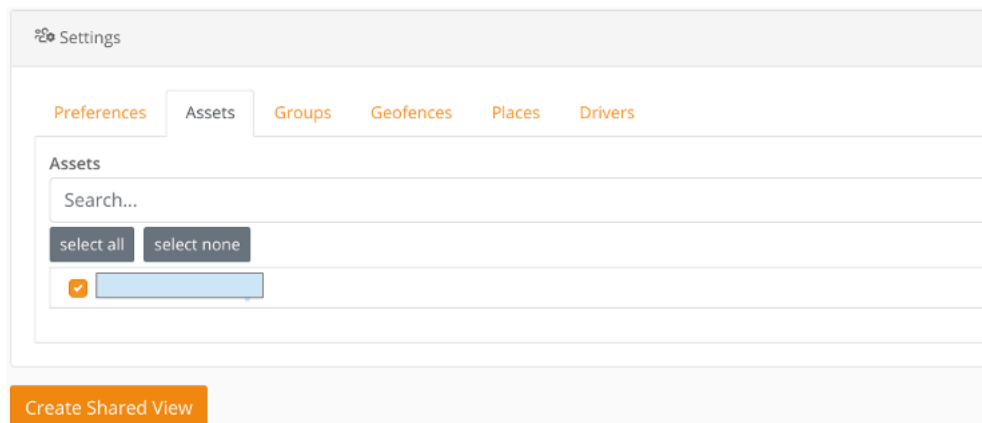 Settings
Preferences Assets Groups Geofences Places Drivers
Assets
Search...
select all select none
Create Shared View